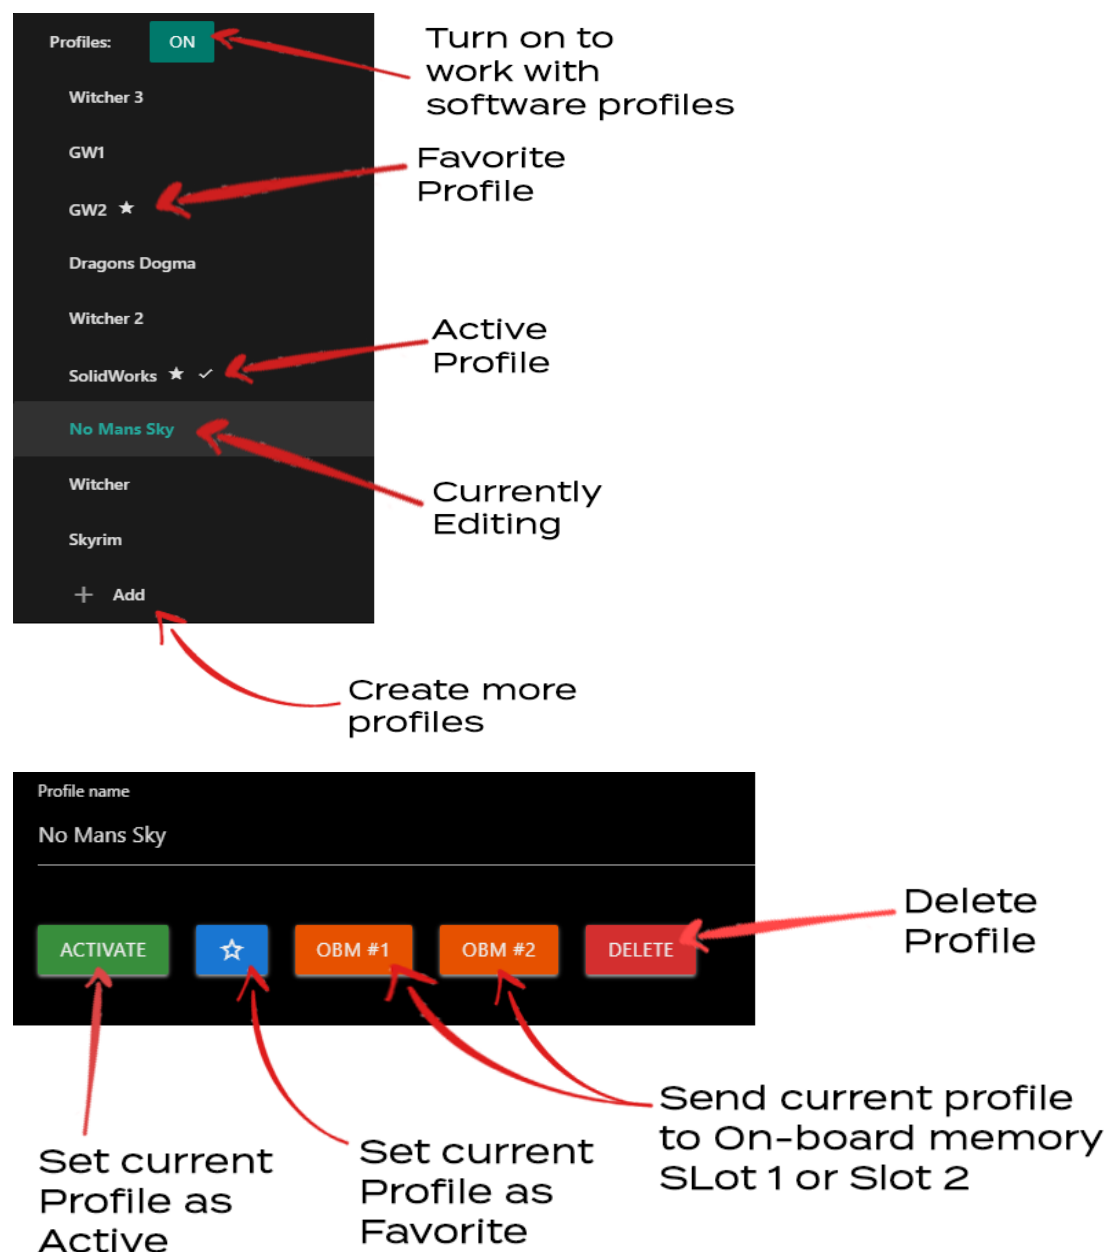 Profiles:
ON
Turn on to
work with
software profiles
Witcher 3
GW1
Favorite
Profile
GW2
Dragons Dogma
Witcher 2
Active
Profile
SolidWorks
No Mans Sky
Witcher
Currently
Editing
Skyrim
Add
Create more
profiles
Profile name
No Mans Sky
ACTIVATE
OBM #1
OBM #2
DELETE
Delete
Profile
Set current
Profile as
Active
Set current
Profile as
Favorite
Send current profile
to On-board memory
SLot 1 or Slot 2